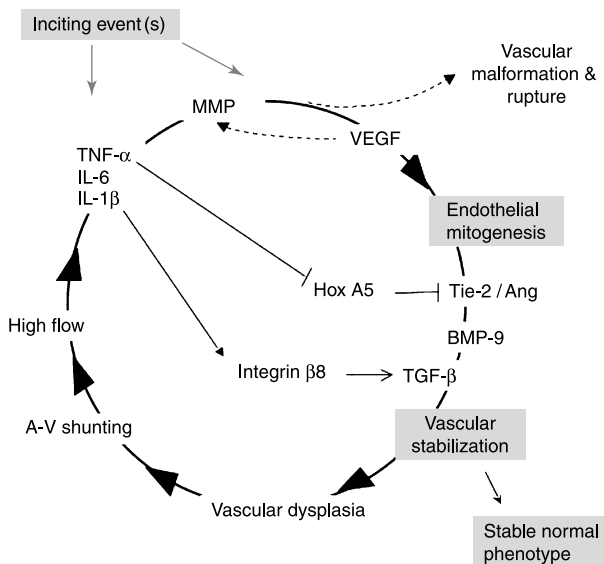 Inciting event(s)
Vascular
malformation &
rupture
MMP
VEGF
TNF-α
IL-6
IL-1β
Endothelial
mitogenesis
Hox A5
Tie-2 / Ang
High flow
BMP-9
Integrin β8
TGF-β
A-V shunting
Vascular
stabilization
Vascular dysplasia
Stable normal
phenotype